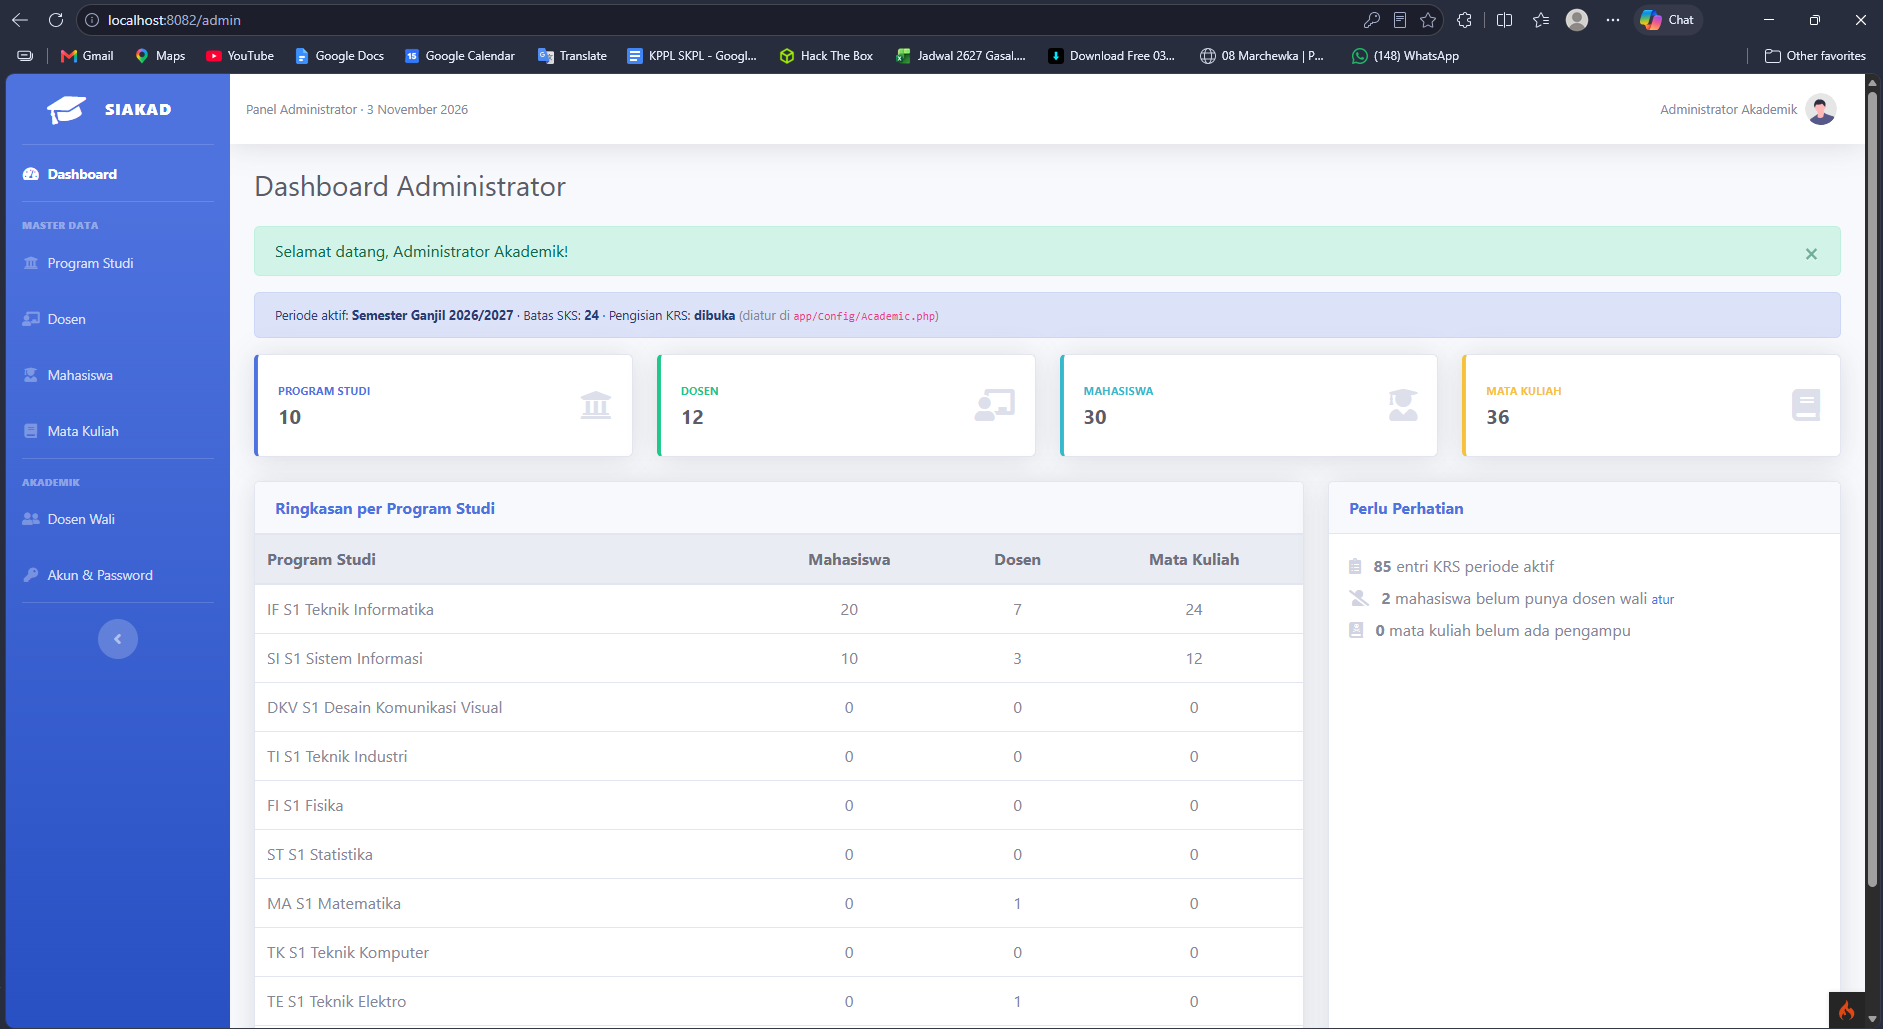 localhost:8082/admin
Chat
Gmail
Maps
YouTube
Google Docs
15 Google Calendar
Translate
KPPL SKPL - Googl...
Hack The Box
Jadwal 2627 Gasal....
Download Free 03...
08 Marchewka | P...
(148) WhatsApp
Other favorites
SIAKAD
Panel Administrator · 3 November 2026
Administrator Akademik
Dashboard
MASTER DATA
Program Studi
Dosen
Mahasiswa
Mata Kuliah
AKADEMIK
Dosen Wali
Akun & Password
Dashboard Administrator
Selamat datang, Administrator Akademik!
×
Periode aktif: Semester Ganjil 2026/2027 · Batas SKS: 24 · Pengisian KRS: dibuka (diatur di app/Config/Academic.php)
PROGRAM STUDI
10
DOSEN
12
MAHASISWA
30
MATA KULIAH
36
Ringkasan per Program Studi
Program Studi Mahasiswa Dosen Mata Kuliah
IF S1 Teknik Informatika 20 7 24
SI S1 Sistem Informasi 10 3 12
DKV S1 Desain Komunikasi Visual 0 0 0
TI S1 Teknik Industri 0 0 0
FI S1 Fisika 0 0 0
ST S1 Statistika 0 0 0
MA S1 Matematika 0 1 0
TK S1 Teknik Komputer 0 0 0
TE S1 Teknik Elektro 0 1 0
Perlu Perhatian
85 entri KRS periode aktif
2 mahasiswa belum punya dosen wali atur
0 mata kuliah belum ada pengampu